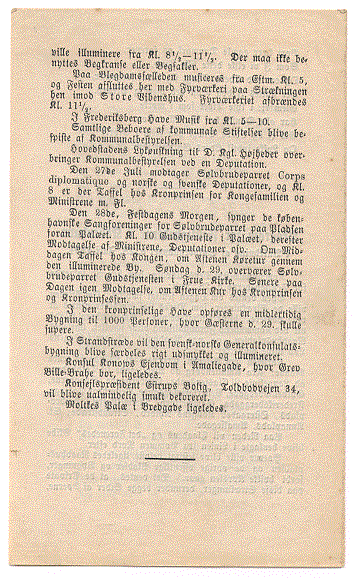 ville illuminere fra Kl. 8½—11½. Der maa ikke be-
nyttes Begkranse eller Begfakler.
Paa Blegdamsfælleden musiceres fra Eftm. Kl. 5,
og Festen afsluttes her med Fyrværkeri paa Strækningen
hen imod Store Vibenshus. Fyrværkeriet afbrændes
Kl. 11½.
I Frederiksberg Have Musik fra Kl. 5—10.
Samtlige Beboere af kommunale Stiftelser blive be-
spiste af Kommunalbestyrelsen.
Hovedstadens Lykønskning til D. Kgl. Højheder over-
bringer Kommunalbestyrelsen ved en Deputation.
Den 27de Juli modtager Sølvbrudeparret Corps
diplomatique og norske og svenske Deputationer, og Kl.
8 er der Taffel hos Kronprinsen for Kongefamilien og
Ministrene m. Fl.
Den 28de, Festdagens Morgen, synger de køben-
havnske Sangforeninger for Sølvbrudeparret paa Pladsen
foran Palæet. Kl. 10 Gudstjeneste i Palæet, derefter
Modtagelse af Ministrene, Deputationer osv. Om Mid-
dagen Taffel hos Kongen, om Aftenen Køretur gennem
den illuminerede By. Søndag d. 29. overværer Sølv-
brudeparret Gudstjenesten i Frue Kirke. Senere paa
Dagen igen Modtagelse, om Aftenen Kur hos Kronprinsen
og Kronprinsessen.
I den kronprinselige Have opføres en midlertidig
Bygning til 1000 Personer, hvor Gæsterne d. 29. skulle
supere.
I Strandstræde vil den svensk-norske Generalkonsulats-
bygning blive særdeles rigt udsmykket og illumineret.
Konsul Konows Ejendom i Amaliegade, hvor Grev
Bille-Brahe bor, ligeledes.
Konsejlspræsident Estrups Bolig, Toldbodvejen 34,
vil blive ualmindelig smukt dekoreret.
Moltkes Palæ i Bredgade ligeledes.